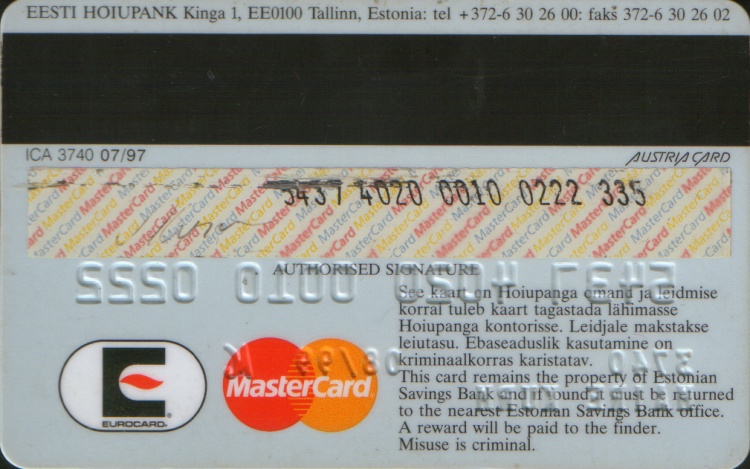 EESTI HOIUPANK Kinga 1, EE0100 Tallinn, Estonia: tel +372-6 30 26 00: faks 372-6 30 26 02
ICA 3740 07/97
AUSTRIA CARD
5437 4020 0010 0222 335
AUTHORISED SIGNATURE
See kaart on Hoiupanga omand ja leidmise
korral tuleb kaart tagastada lähimasse
Hoiupanga kontorisse. Leidjale makstakse
leiutasu. Ebaseaduslik kasutamine on
kriminaalkorras karistatav.
This card remains the property of Estonian
Savings Bank and if found, must be returned
to the nearest Estonian Savings Bank office.
A reward will be paid to the finder.
Misuse is criminal.
EUROCARD
MasterCard